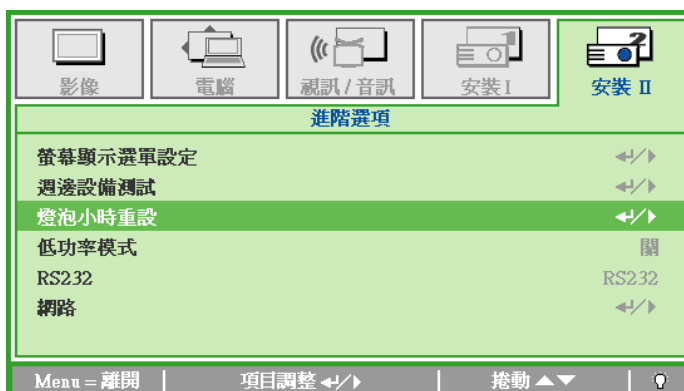 影像
電腦
視訊 / 音訊
安裝 I
安裝 II
進階選項
螢幕顯示選單設定
週邊設備測試
燈泡小時重設
低功率模式 關
RS232 RS232
網路
Menu = 離開 項目調整 捲動